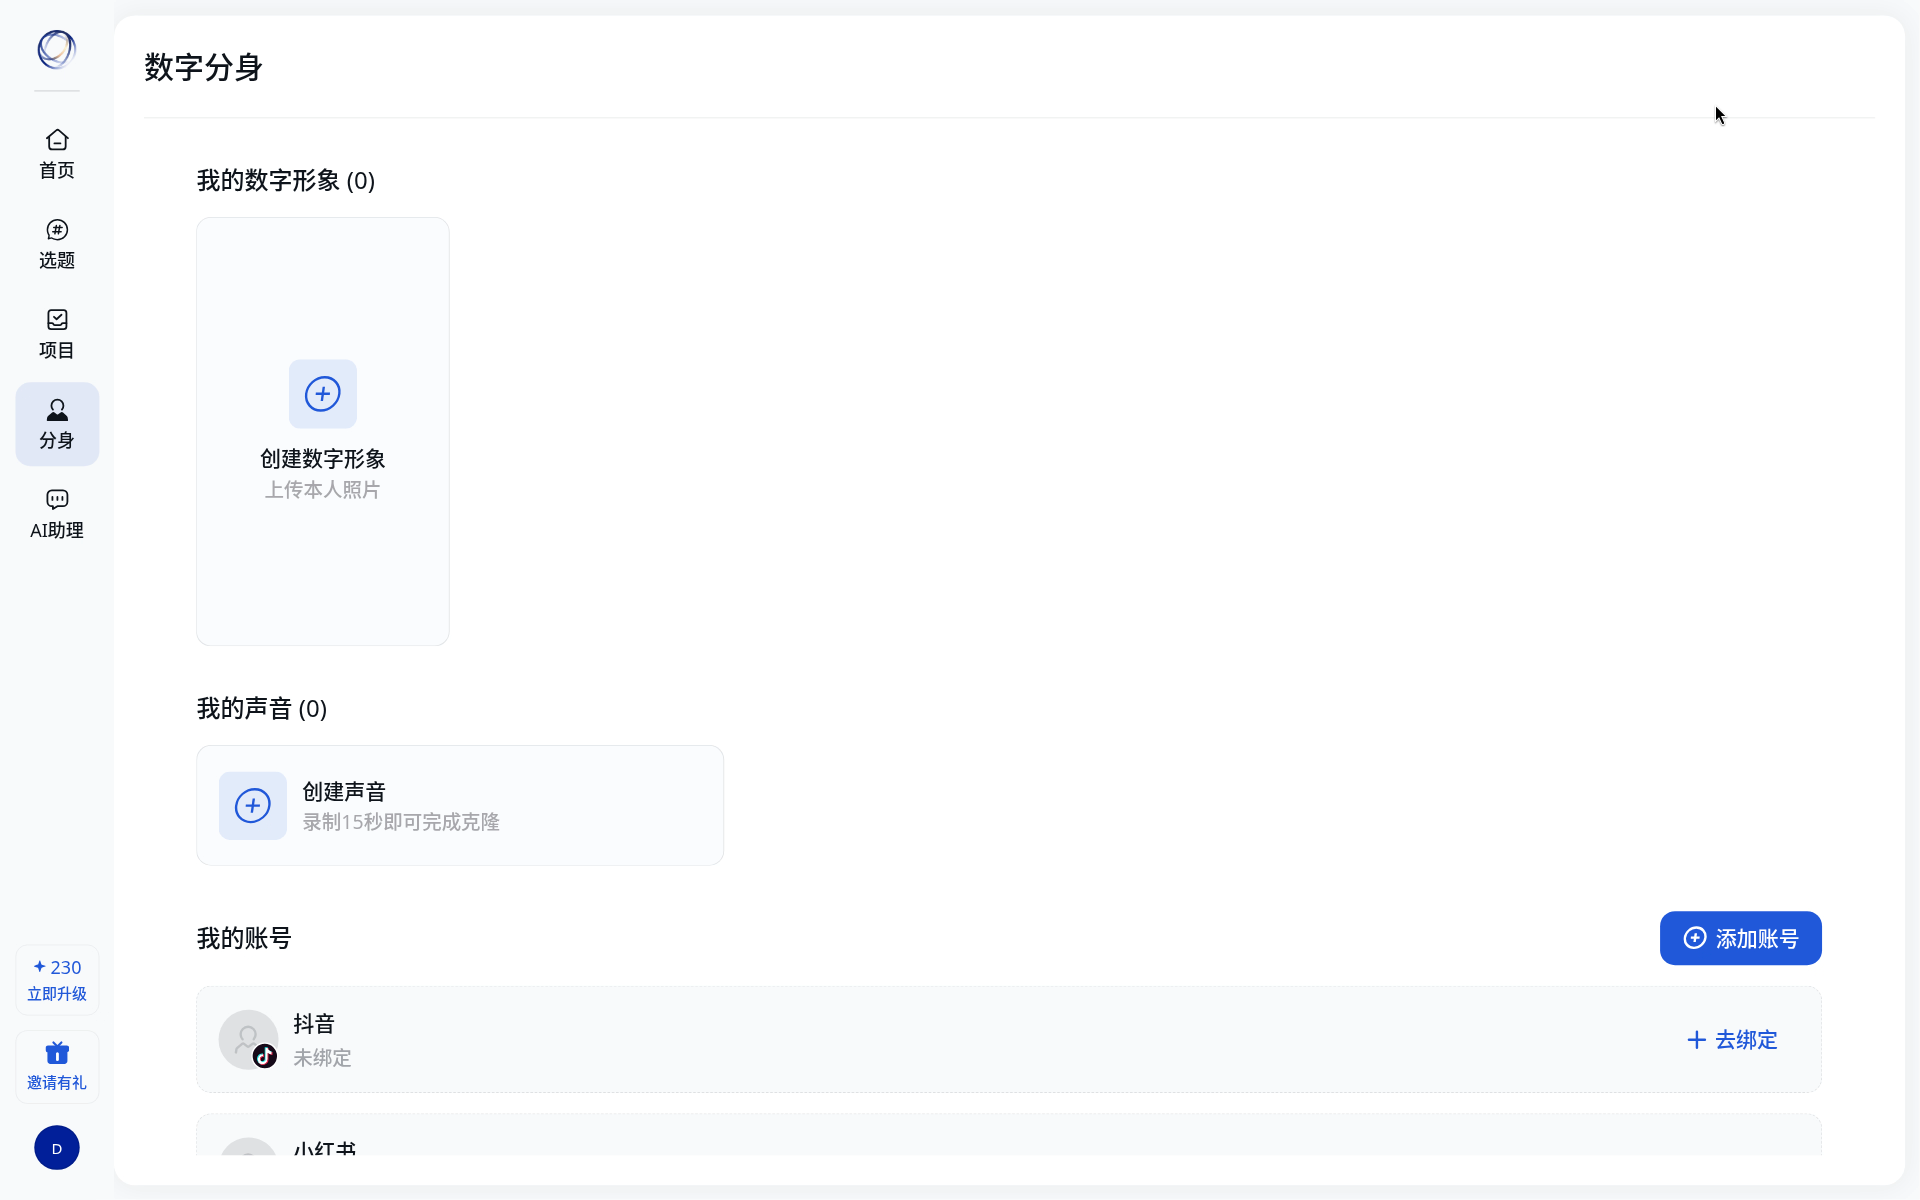 数字分身
首页
选题
项目
分身
AI助理
230
立即升级
邀请有礼
D
我的数字形象 (0)
创建数字形象
上传本人照片
我的声音 (0)
创建声音
录制15秒即可完成克隆
我的账号
添加账号
抖音
未绑定
去绑定
小红书